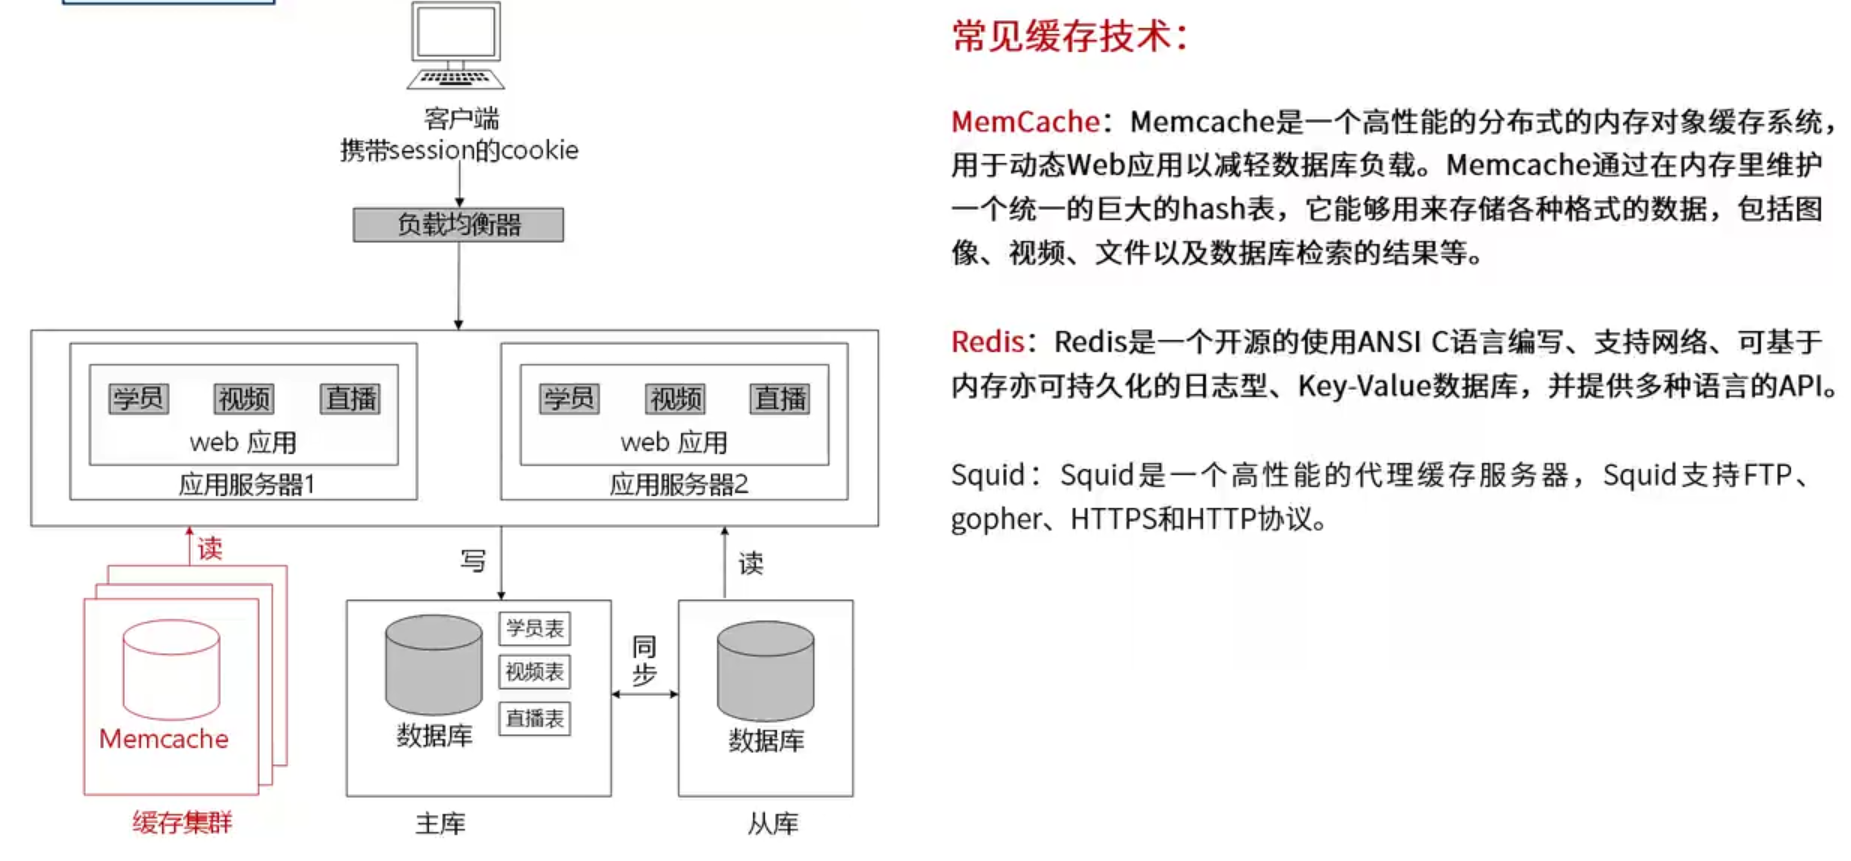 客户端
携带session的cookie
负载均衡器
学员 视频 直播
web 应用
应用服务器1
学员 视频 直播
web 应用
应用服务器2
读
写
读
Memcache
缓存集群
数据库
学员表
视频表
直播表
主库
同
步
数据库
从库
常见缓存技术：
MemCache：Memcache是一个高性能的分布式的内存对象缓存系统，
用于动态Web应用以减轻数据库负载。Memcache通过在内存里维护
一个统一的巨大的hash表，它能够用来存储各种格式的数据，包括图
像、视频、文件以及数据库检索的结果等。
Redis：Redis是一个开源的使用ANSI C语言编写、支持网络、可基于
内存亦可持久化的日志型、Key-Value数据库，并提供多种语言的API。
Squid：Squid是一个高性能的代理缓存服务器，Squid支持FTP、
gopher、HTTPS和HTTP协议。